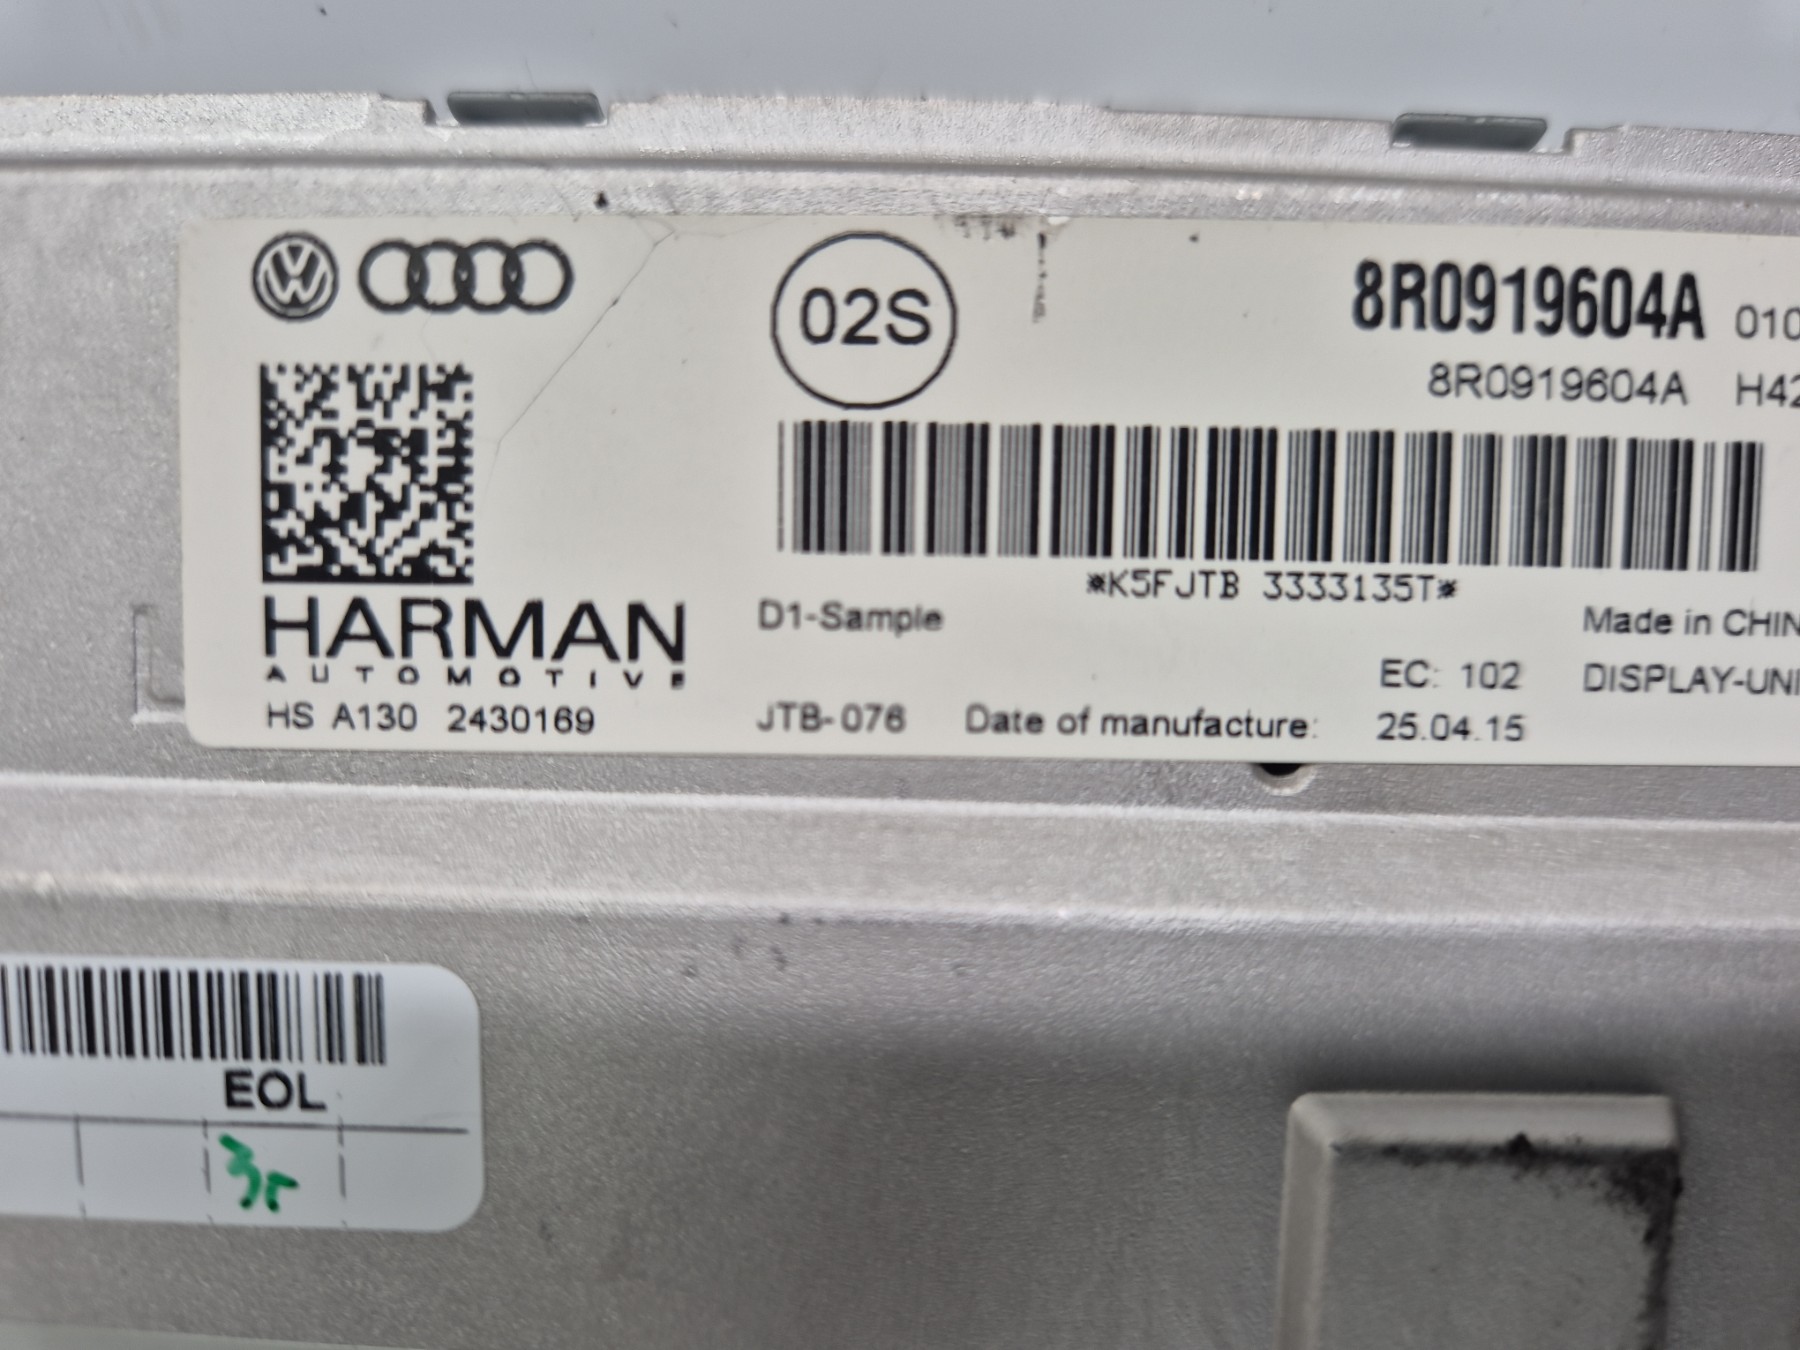 02S
8R0919604A 010
8R0919604A H42
*K5FJTB 3333135T*
HARMAN
AUTOMOTIVE
HS A130 2430169
D1-Sample
Made in CHIN
EC: 102
DISPLAY-UNI
JTB-076 Date of manufacture: 25.04.15
EOL